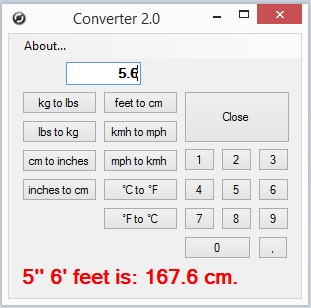 Converter 2.0
About...
5.6
kg to lbs
feet to cm
Close
lbs to kg
kmh to mph
cm to inches
mph to kmh
1 2 3
inches to cm
°C to °F
4 5 6
°F to °C
7 8 9
0 .
5" 6' feet is: 167.6 cm.